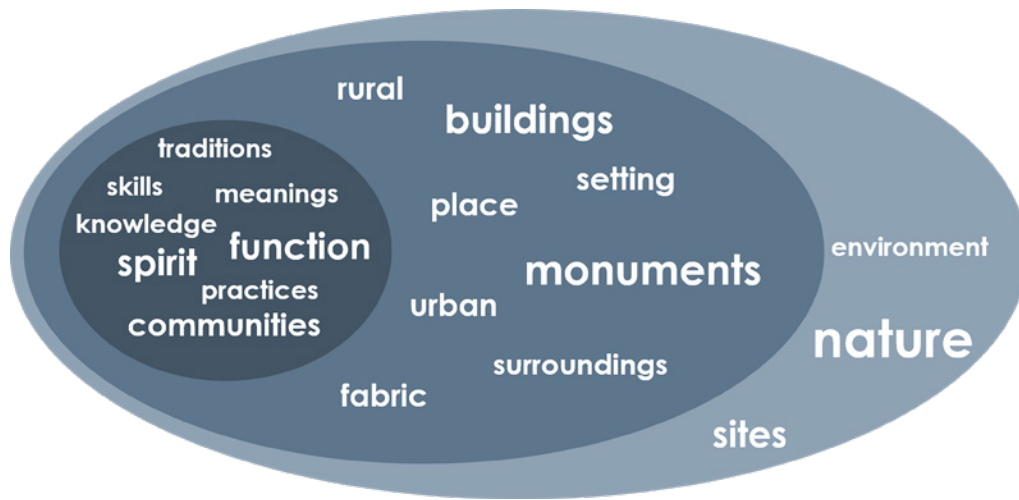 rural
buildings
traditions
setting
skills
meanings
place
knowledge
function
environment
spirit
monuments
practices
urban
communities
nature
surroundings
fabric
sites